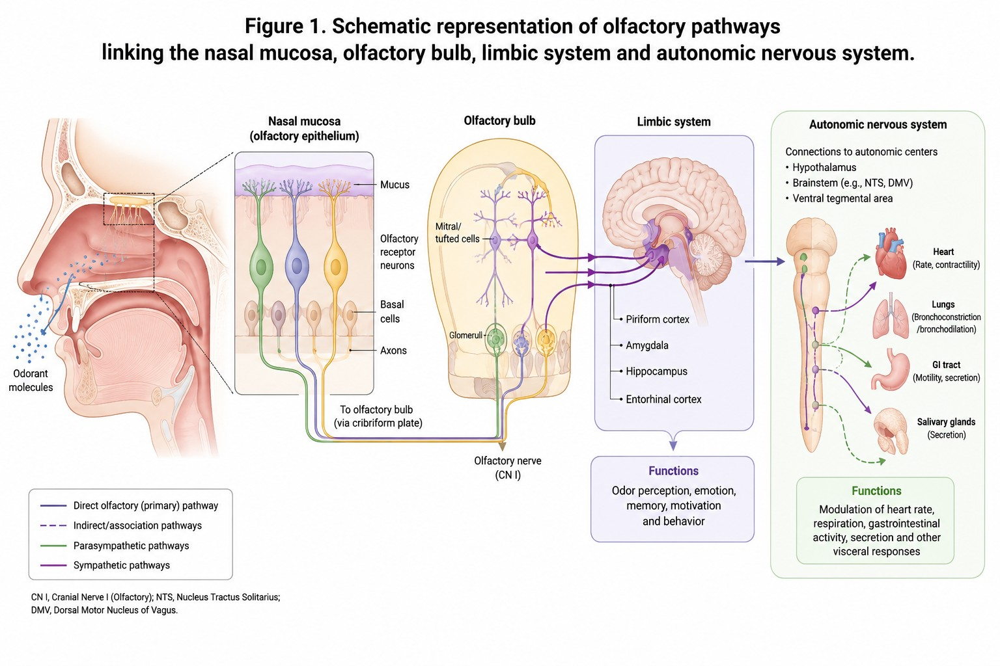 Figure 1. Schematic representation of olfactory pathways
linking the nasal mucosa, olfactory bulb, limbic system and autonomic nervous system.
Nasal mucosa
(olfactory epithelium)
Mucus
Olfactory
receptor
neurons
Basal
cells
Axons
Odorant
molecules
To olfactory bulb
(via cribriform plate)
Olfactory bulb
Mitral/
tufted cells
Glomerull
Olfactory nerve
(CN I)
Limbic system
Piriform cortex
Amygdala
Hippocampus
Entorhinal cortex
Functions
Odor perception, emotion,
memory, motivation
and behavior
Autonomic nervous system
Connections to autonomic centers
• Hypothalamus
• Brainstem (e.g., NTS, DMV)
• Ventral tegmental area
Heart
(Rate, contractility)
Lungs
(Bronchoconstriction
/bronchodilation)
GI tract
(Motility, secretion)
Salivary glands
(Secretion)
Functions
Modulation of heart rate,
respiration, gastrointestinal
activity, secretion and other
visceral responses
Direct olfactory (primary) pathway
Indirect/association pathways
Parasympathetic pathways
Sympathetic pathways
CN I, Cranial Nerve I (Olfactory); NTS, Nucleus Tractus Solitarius;
DMV, Dorsal Motor Nucleus of Vagus.